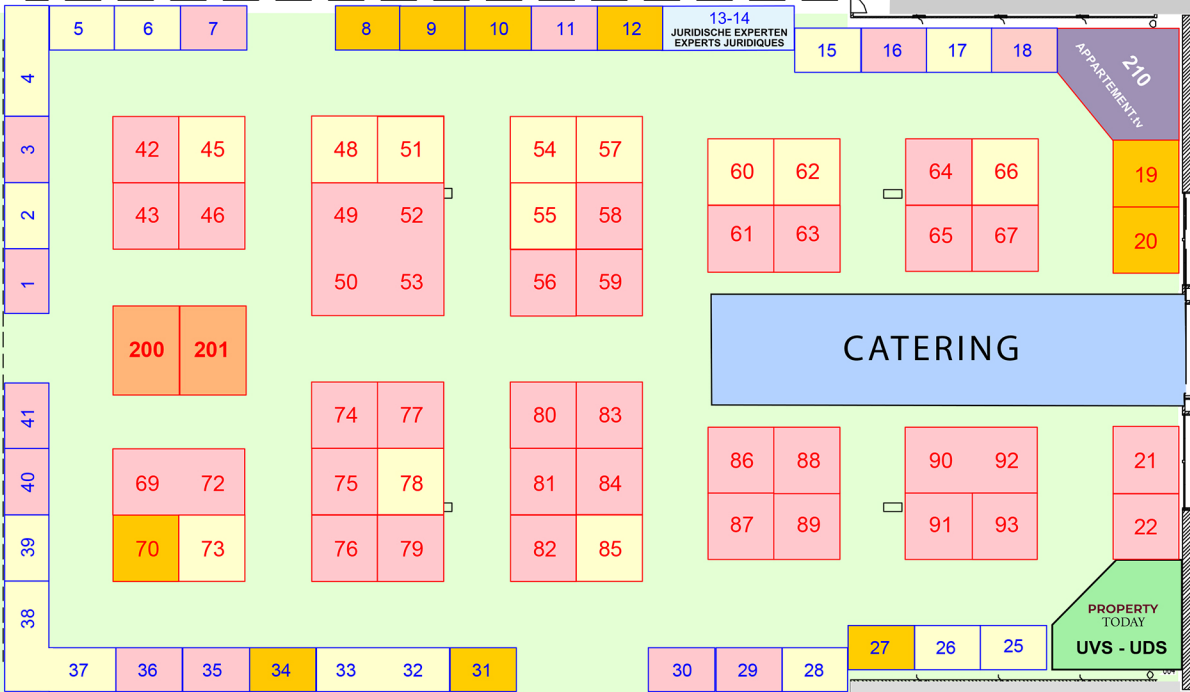 5 6 7 8 9 10 11 12 13-14
JURIDISCHE EXPERTEN
EXPERTS JURIDIQUES
15 16 17 18
210
APPARTEMENT.tv
4
3 42 45 48 51 54 57
60 62 64 66 19
2 43 46 49 52 55 58
61 63 65 67 20
1 50 53 56 59
200 201
CATERING
41 74 77 80 83
86 88 90 92 21
40 69 72 75 78 81 84
87 89 91 93 22
39 70 73 76 79 82 85
38
PROPERTY
TODAY
UVS - UDS
27 26 25
37 36 35 34 33 32 31 30 29 28